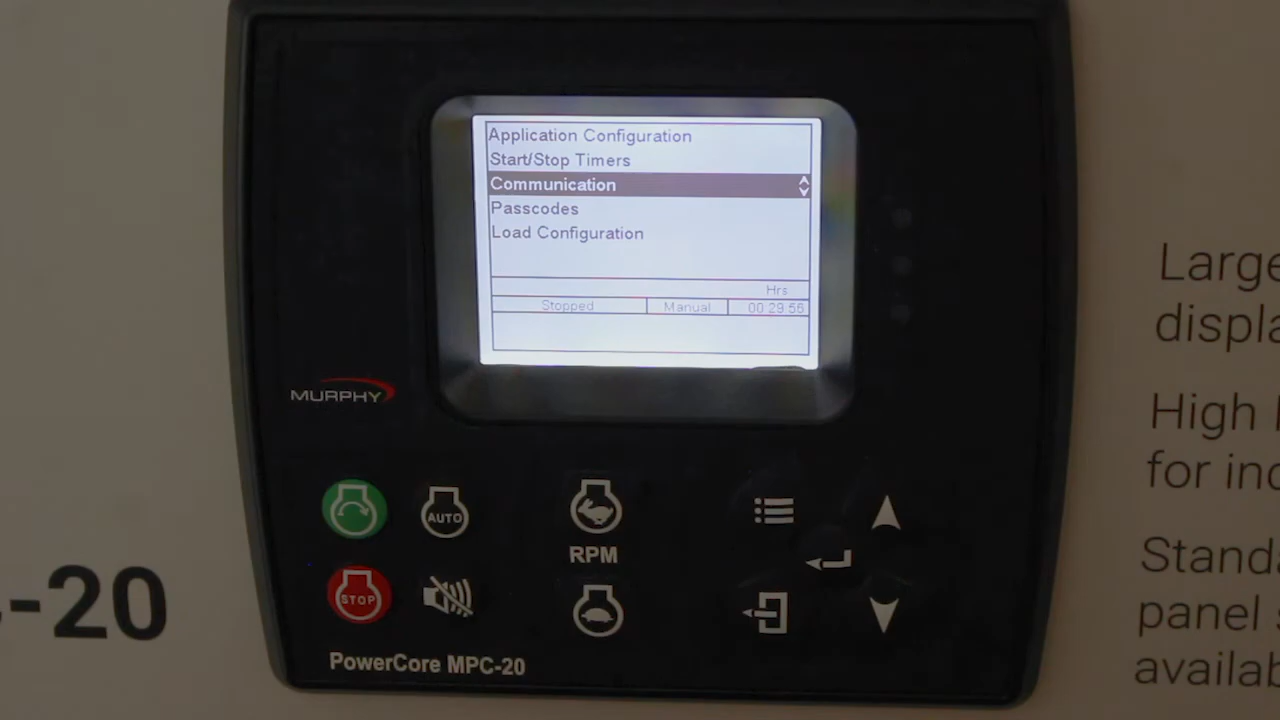 Application Configuration
Start/Stop Timers
Communication
Passcodes
Load Configuration
Hrs
Stopped Manual 00:29:56
MURPHY
AUTO
RPM
STOP
PowerCore MPC-20
-20
Large
displa
High
for ind
Standa
panel
availab